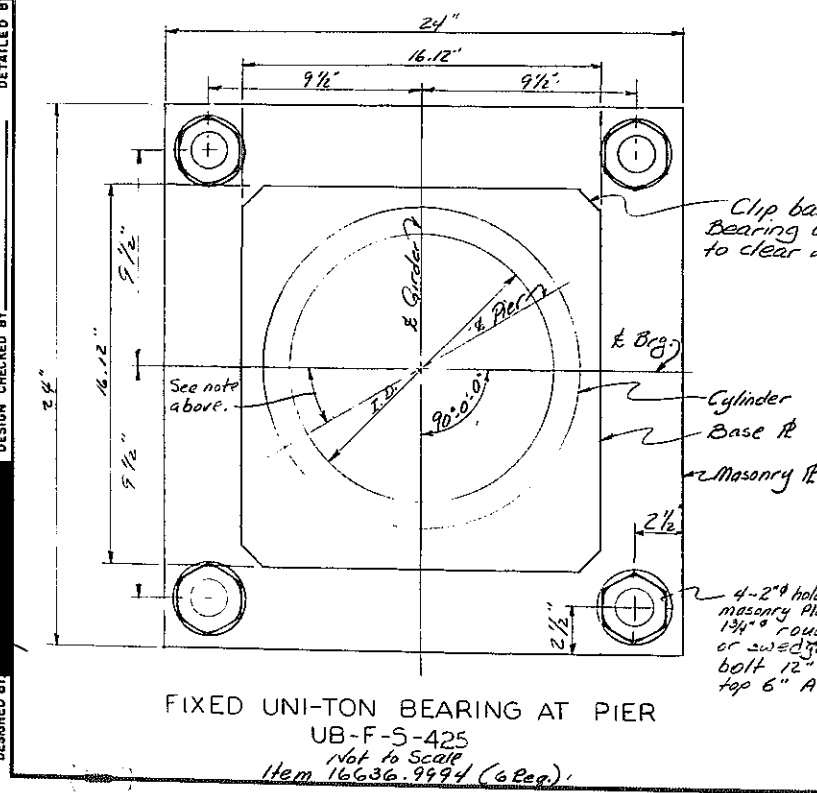 DETAILED B
DESIGN CHECKED BY
DESIGNED BY
24"
16.12"
9½"
9½"
9½"
16.12"
24"
9½"
Clip ba
Bearing
to clear
℄ Girder
℄ Pier
℄ Brg.
See note
above.
I.D.
90°-0'-0"
Cylinder
Base ℙ
Masonry ℙ
2½"
2½"
4-2"ϕ hol
masonry Pl
1¾"ϕ rou
or swedg
bolt 12"
top 6" A
FIXED UNI-TON BEARING AT PIER
UB-F-S-425
Not to Scale
Item 16636.9994 (6 Req.)